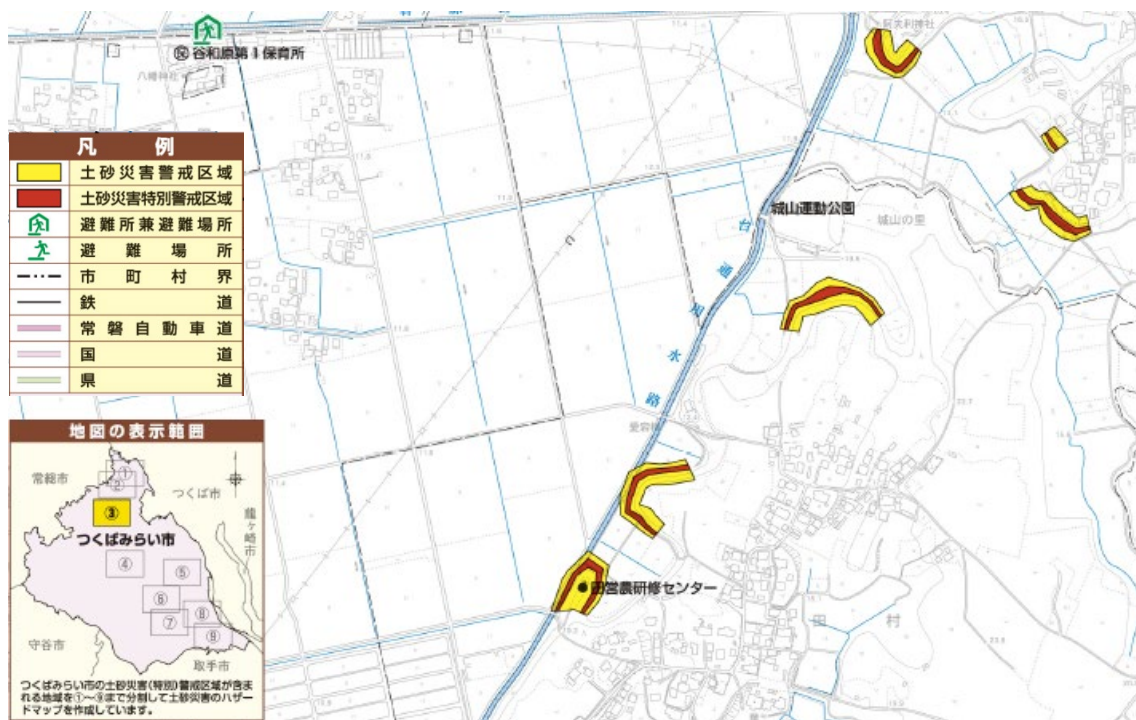 谷和原第1保育所
八幡神社
阿夫利神社
凡例
土砂災害警戒区域
土砂災害特別警戒区域
避難所兼避難場所
避難場所
市町村界
鉄道
常磐自動車道
国道
県道
城山運動公園
城山の里
台通用水路
田営農研修センター
田村
地図の表示範囲
常総市
つくば市
龍ヶ崎市
つくばみらい市
守谷市
取手市
①
②
③
④
⑤
⑥
⑦
⑧
⑨
つくばみらい市の土砂災害(特別)警戒区域が含ま
れる地域を①~⑨まで分割して土砂災害のハザー
ドマップを作成しています。